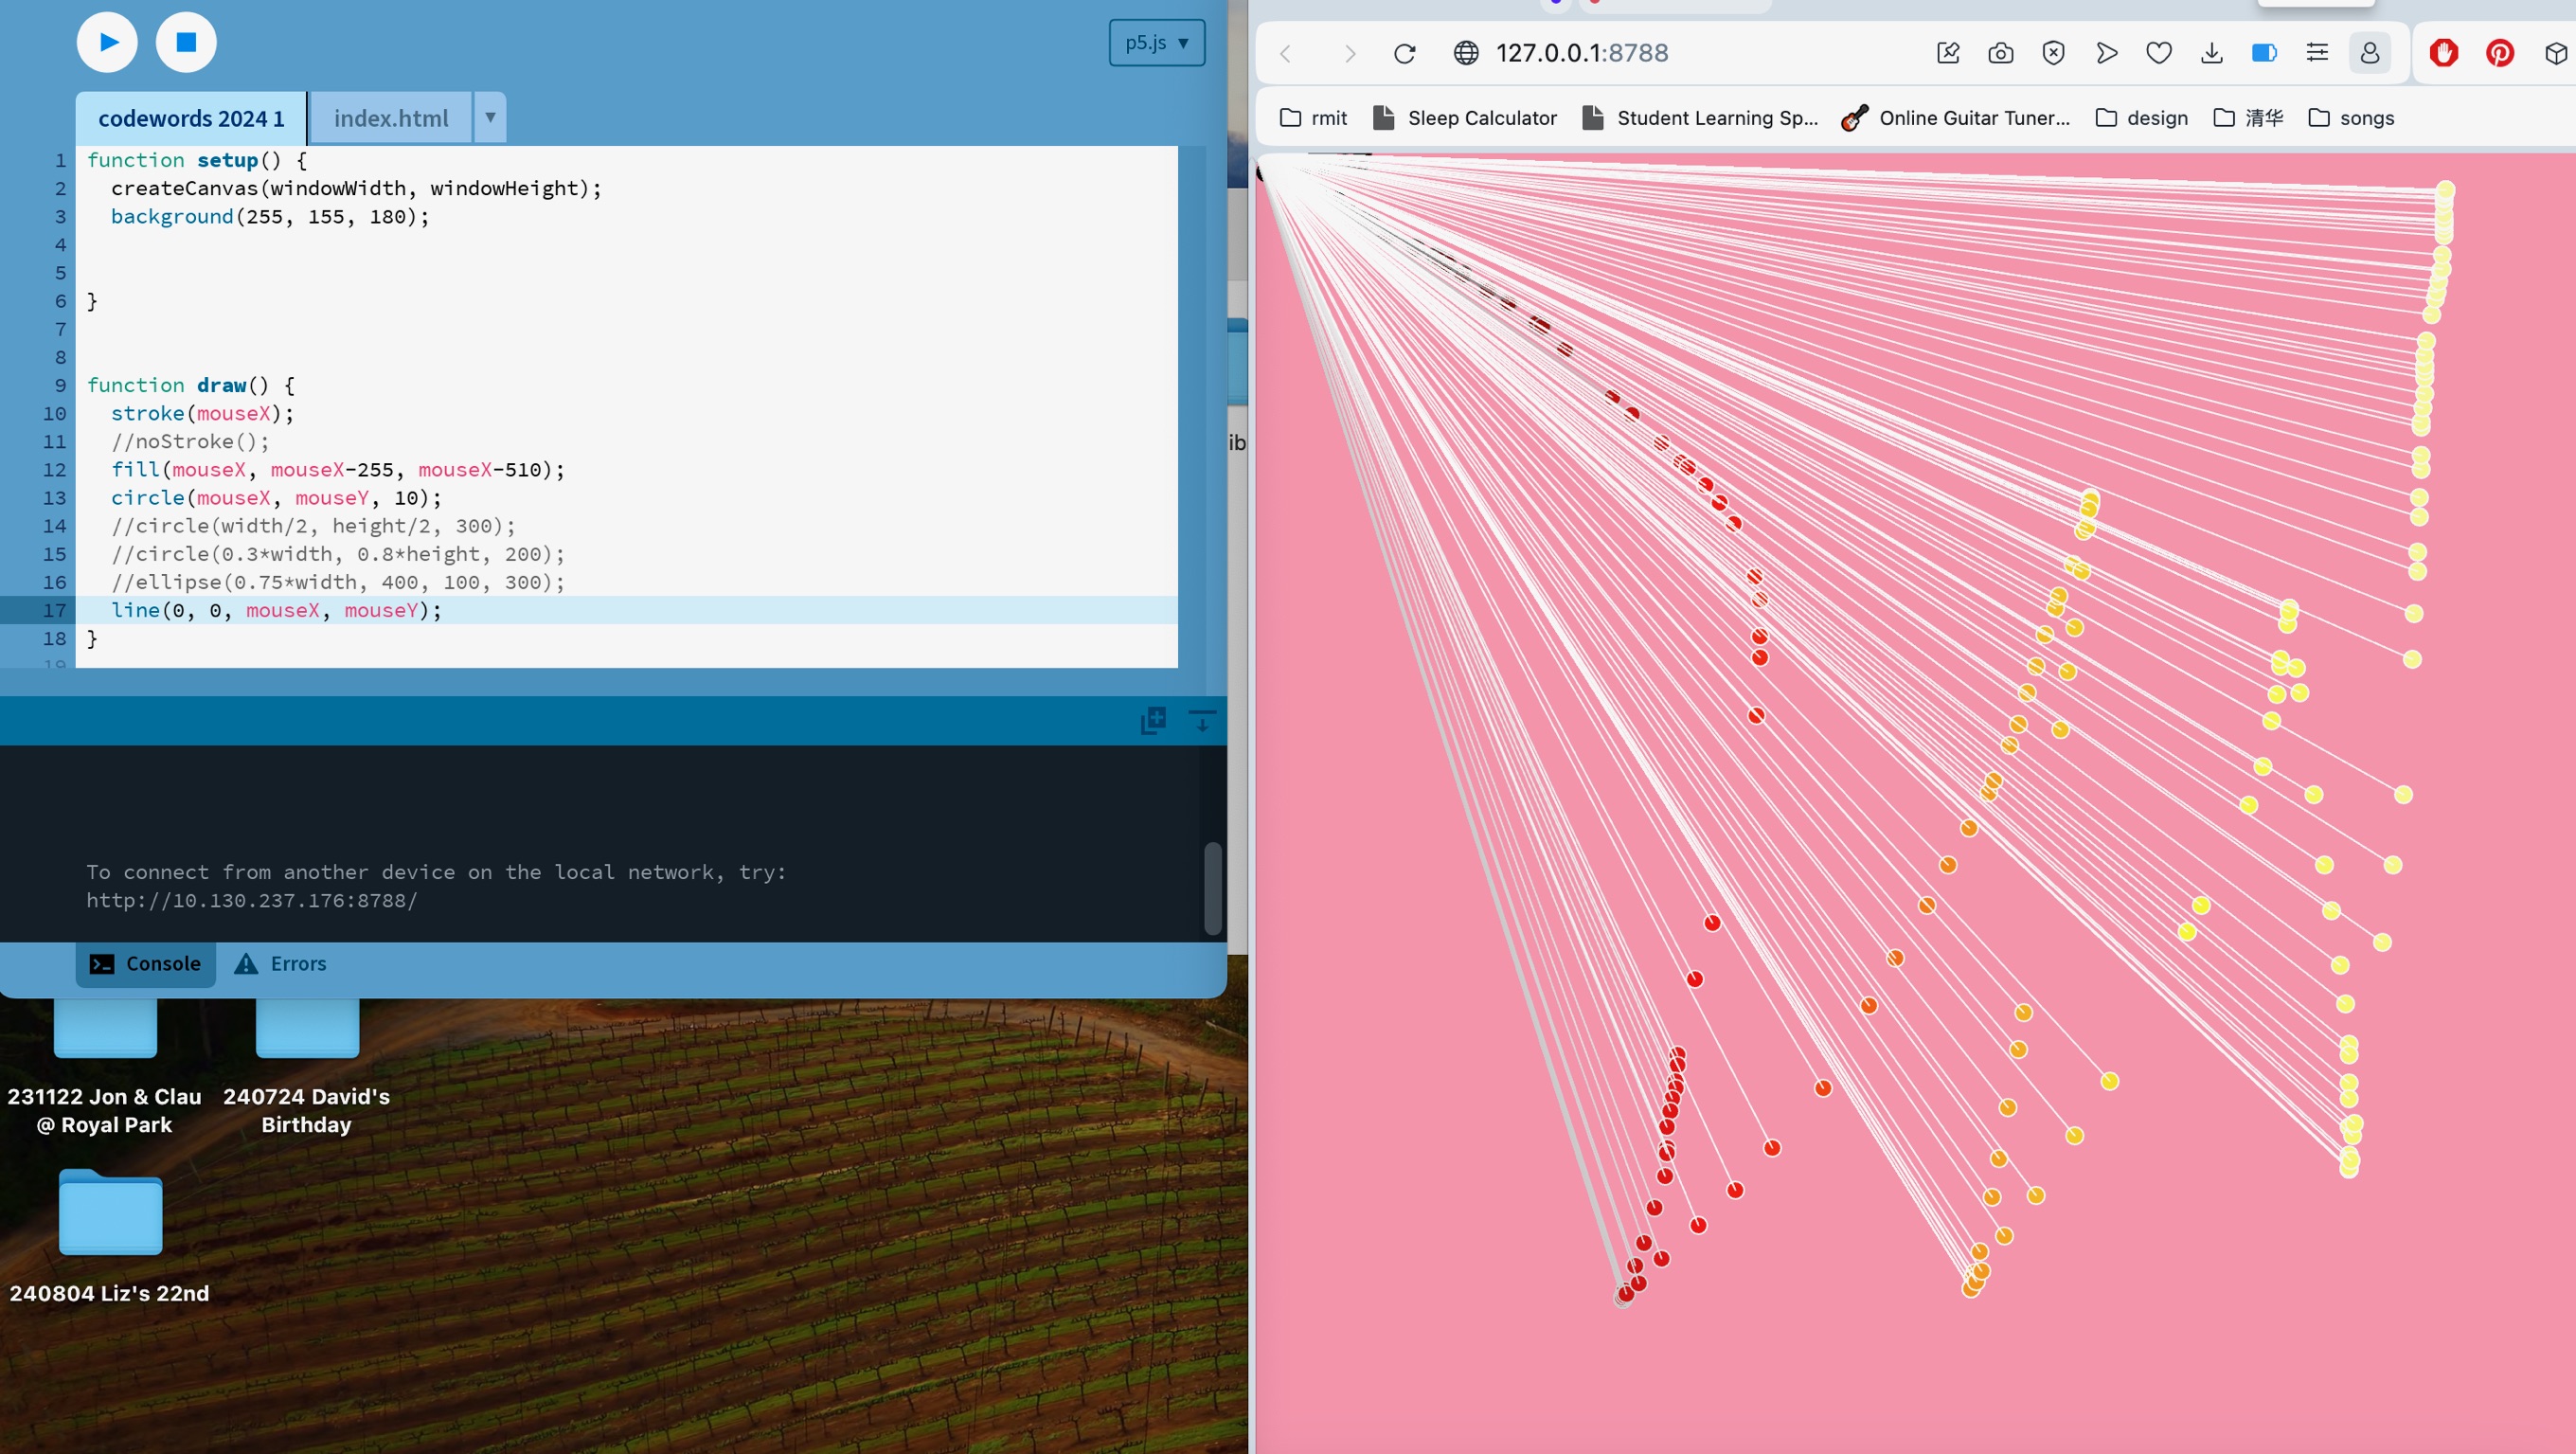 p5.js ▼
codewords 2024 1
index.html
▼
1 function setup() {
2   createCanvas(windowWidth, windowHeight);
3   background(255, 155, 180);
4
5
6 }
7
8
9 function draw() {
10   stroke(mouseX);
11   //noStroke();
12   fill(mouseX, mouseX-255, mouseX-510);
13   circle(mouseX, mouseY, 10);
14   //circle(width/2, height/2, 300);
15   //circle(0.3*width, 0.8*height, 200);
16   //ellipse(0.75*width, 400, 100, 300);
17   line(0, 0, mouseX, mouseY);
18 }
19
To connect from another device on the local network, try:
http://10.130.237.176:8788/
Console
Errors
231122 Jon & Clau
@ Royal Park
240724 David's
Birthday
240804 Liz's 22nd
ib
127.0.0.1:8788
rmit
Sleep Calculator
Student Learning Sp...
Online Guitar Tuner...
design
清华
songs